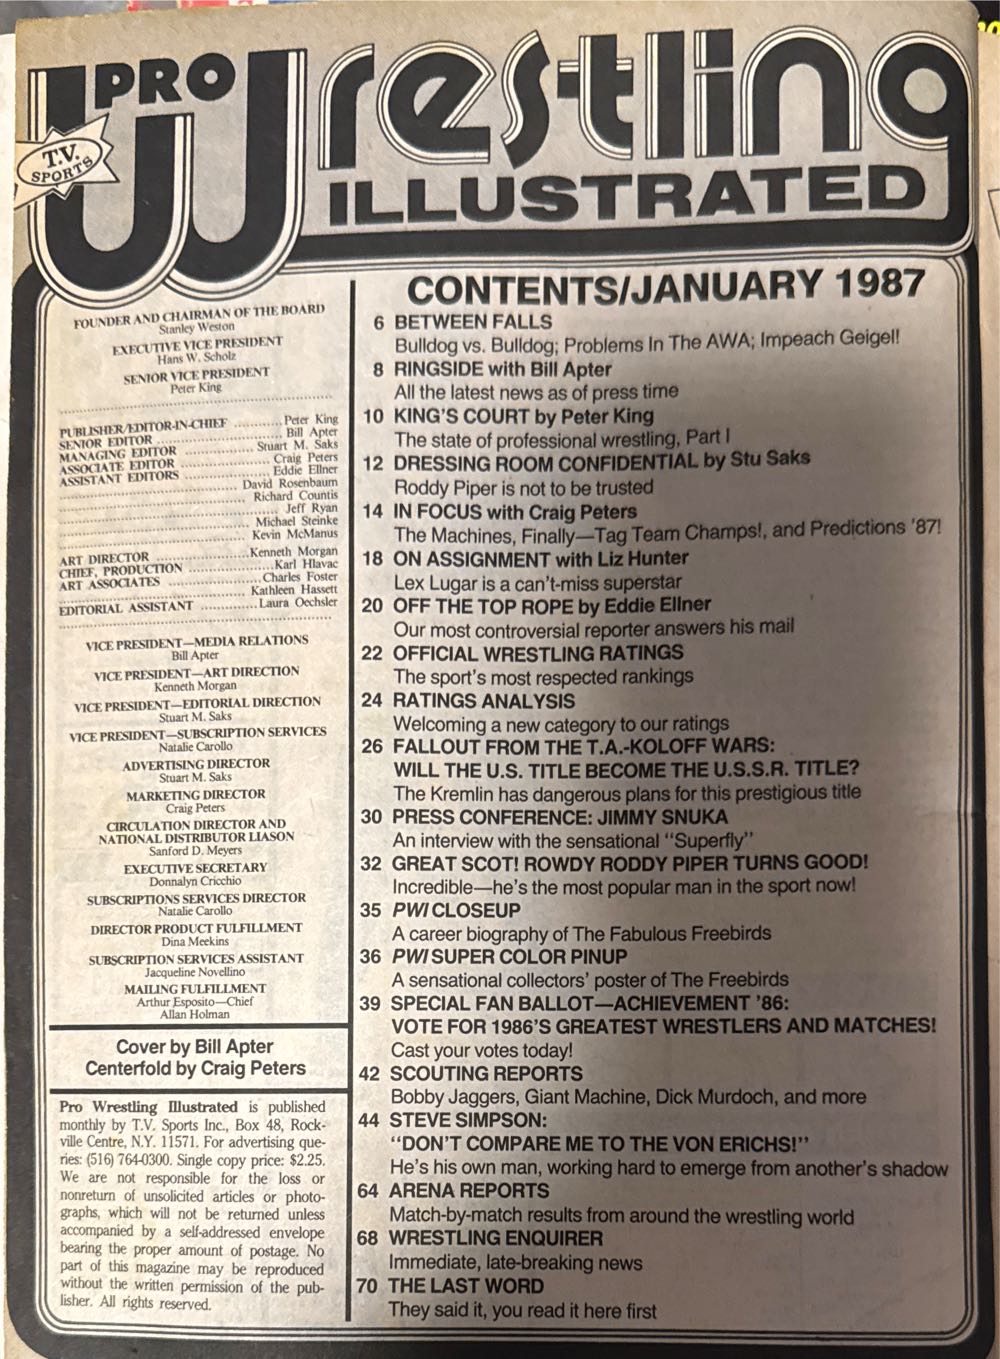 PRO Wrestling
T.V.
SPORTS
ILLUSTRATED
FOUNDER AND CHAIRMAN OF THE BOARD
Stanley Weston
EXECUTIVE VICE PRESIDENT
Hans W. Scholz
SENIOR VICE PRESIDENT
Peter King
PUBLISHER/EDITOR-IN-CHIEF ........... Peter King
SENIOR EDITOR ........................ Bill Apter
MANAGING EDITOR ............... Stuart M. Saks
ASSOCIATE EDITOR ................. Craig Peters
ASSISTANT EDITORS ................ Eddie Ellner
David Rosenbaum
Richard Countis
Jeff Ryan
Michael Steinke
Kevin McManus
ART DIRECTOR .................... Kenneth Morgan
CHIEF, PRODUCTION ................. Karl Hlavac
ART ASSOCIATES ................. Charles Foster
Kathleen Hassett
EDITORIAL ASSISTANT ............ Laura Oechsler
VICE PRESIDENT—MEDIA RELATIONS
Bill Apter
VICE PRESIDENT—ART DIRECTION
Kenneth Morgan
VICE PRESIDENT—EDITORIAL DIRECTION
Stuart M. Saks
VICE PRESIDENT—SUBSCRIPTION SERVICES
Natalie Carollo
ADVERTISING DIRECTOR
Stuart M. Saks
MARKETING DIRECTOR
Craig Peters
CIRCULATION DIRECTOR AND
NATIONAL DISTRIBUTOR LIASON
Sanford D. Meyers
EXECUTIVE SECRETARY
Donnalyn Cricchio
SUBSCRIPTIONS SERVICES DIRECTOR
Natalie Carollo
DIRECTOR PRODUCT FULFILLMENT
Dina Meekins
SUBSCRIPTION SERVICES ASSISTANT
Jacqueline Novellino
MAILING FULFILLMENT
Arthur Esposito—Chief
Allan Holman
Cover by Bill Apter
Centerfold by Craig Peters
Pro Wrestling Illustrated is published
monthly by T.V. Sports Inc., Box 48, Rock-
ville Centre, N.Y. 11571. For advertising que-
ries: (516) 764-0300. Single copy price: $2.25.
We are not responsible for the loss or
nonreturn of unsolicited articles or photo-
graphs, which will not be returned unless
accompanied by a self-addressed envelope
bearing the proper amount of postage. No
part of this magazine may be reproduced
without the written permission of the pub-
lisher. All rights reserved.
CONTENTS/JANUARY 1987
6 BETWEEN FALLS
Bulldog vs. Bulldog; Problems In The AWA; Impeach Geigel!
8 RINGSIDE with Bill Apter
All the latest news as of press time
10 KING'S COURT by Peter King
The state of professional wrestling, Part I
12 DRESSING ROOM CONFIDENTIAL by Stu Saks
Roddy Piper is not to be trusted
14 IN FOCUS with Craig Peters
The Machines, Finally—Tag Team Champs!, and Predictions '87!
18 ON ASSIGNMENT with Liz Hunter
Lex Lugar is a can't-miss superstar
20 OFF THE TOP ROPE by Eddie Ellner
Our most controversial reporter answers his mail
22 OFFICIAL WRESTLING RATINGS
The sport's most respected rankings
24 RATINGS ANALYSIS
Welcoming a new category to our ratings
26 FALLOUT FROM THE T.A.-KOLOFF WARS:
WILL THE U.S. TITLE BECOME THE U.S.S.R. TITLE?
The Kremlin has dangerous plans for this prestigious title
30 PRESS CONFERENCE: JIMMY SNUKA
An interview with the sensational "Superfly"
32 GREAT SCOT! ROWDY RODDY PIPER TURNS GOOD!
Incredible—he's the most popular man in the sport now!
35 PWI CLOSEUP
A career biography of The Fabulous Freebirds
36 PWI SUPER COLOR PINUP
A sensational collectors' poster of The Freebirds
39 SPECIAL FAN BALLOT—ACHIEVEMENT '86:
VOTE FOR 1986'S GREATEST WRESTLERS AND MATCHES!
Cast your votes today!
42 SCOUTING REPORTS
Bobby Jaggers, Giant Machine, Dick Murdoch, and more
44 STEVE SIMPSON:
"DON'T COMPARE ME TO THE VON ERICHS!"
He's his own man, working hard to emerge from another's shadow
64 ARENA REPORTS
Match-by-match results from around the wrestling world
68 WRESTLING ENQUIRER
Immediate, late-breaking news
70 THE LAST WORD
They said it, you read it here first